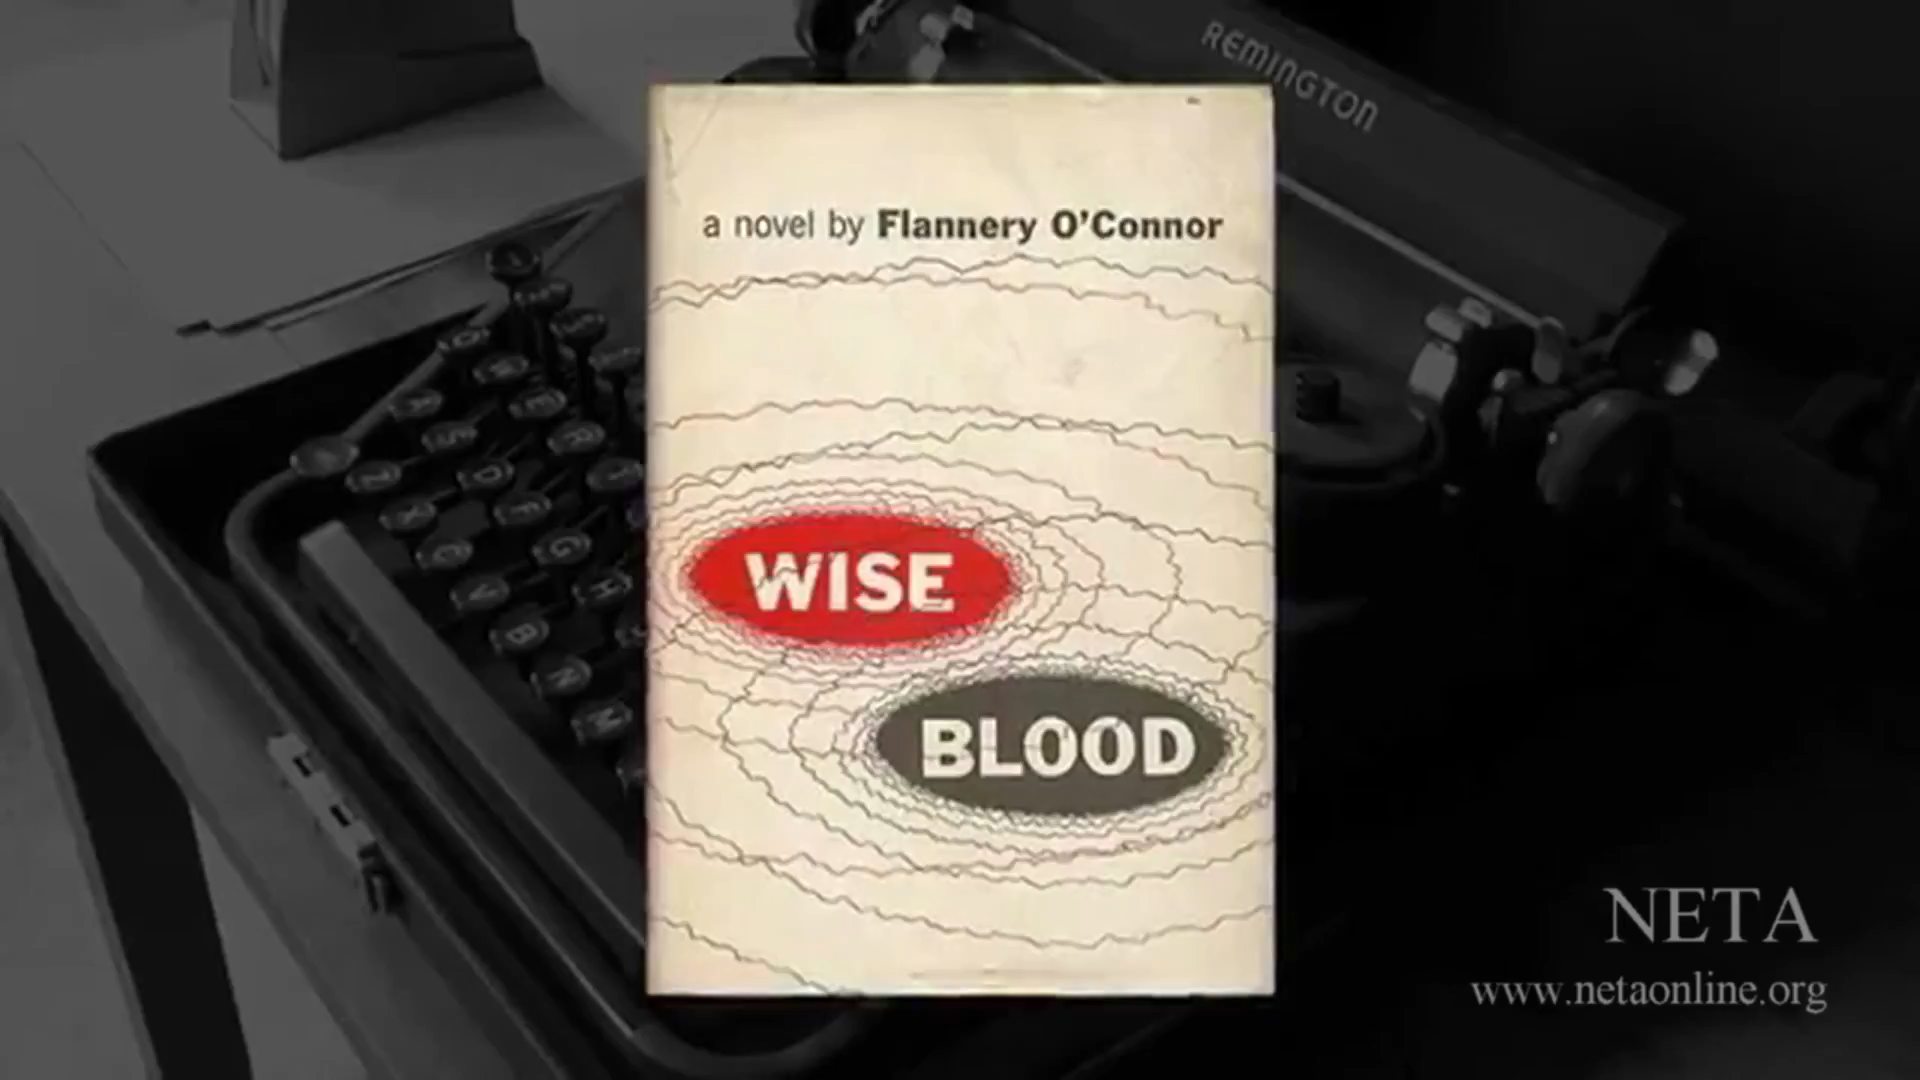 REMINGTON
a novel by Flannery O'Connor
WISE
BLOOD
NETA
www.netaonline.org